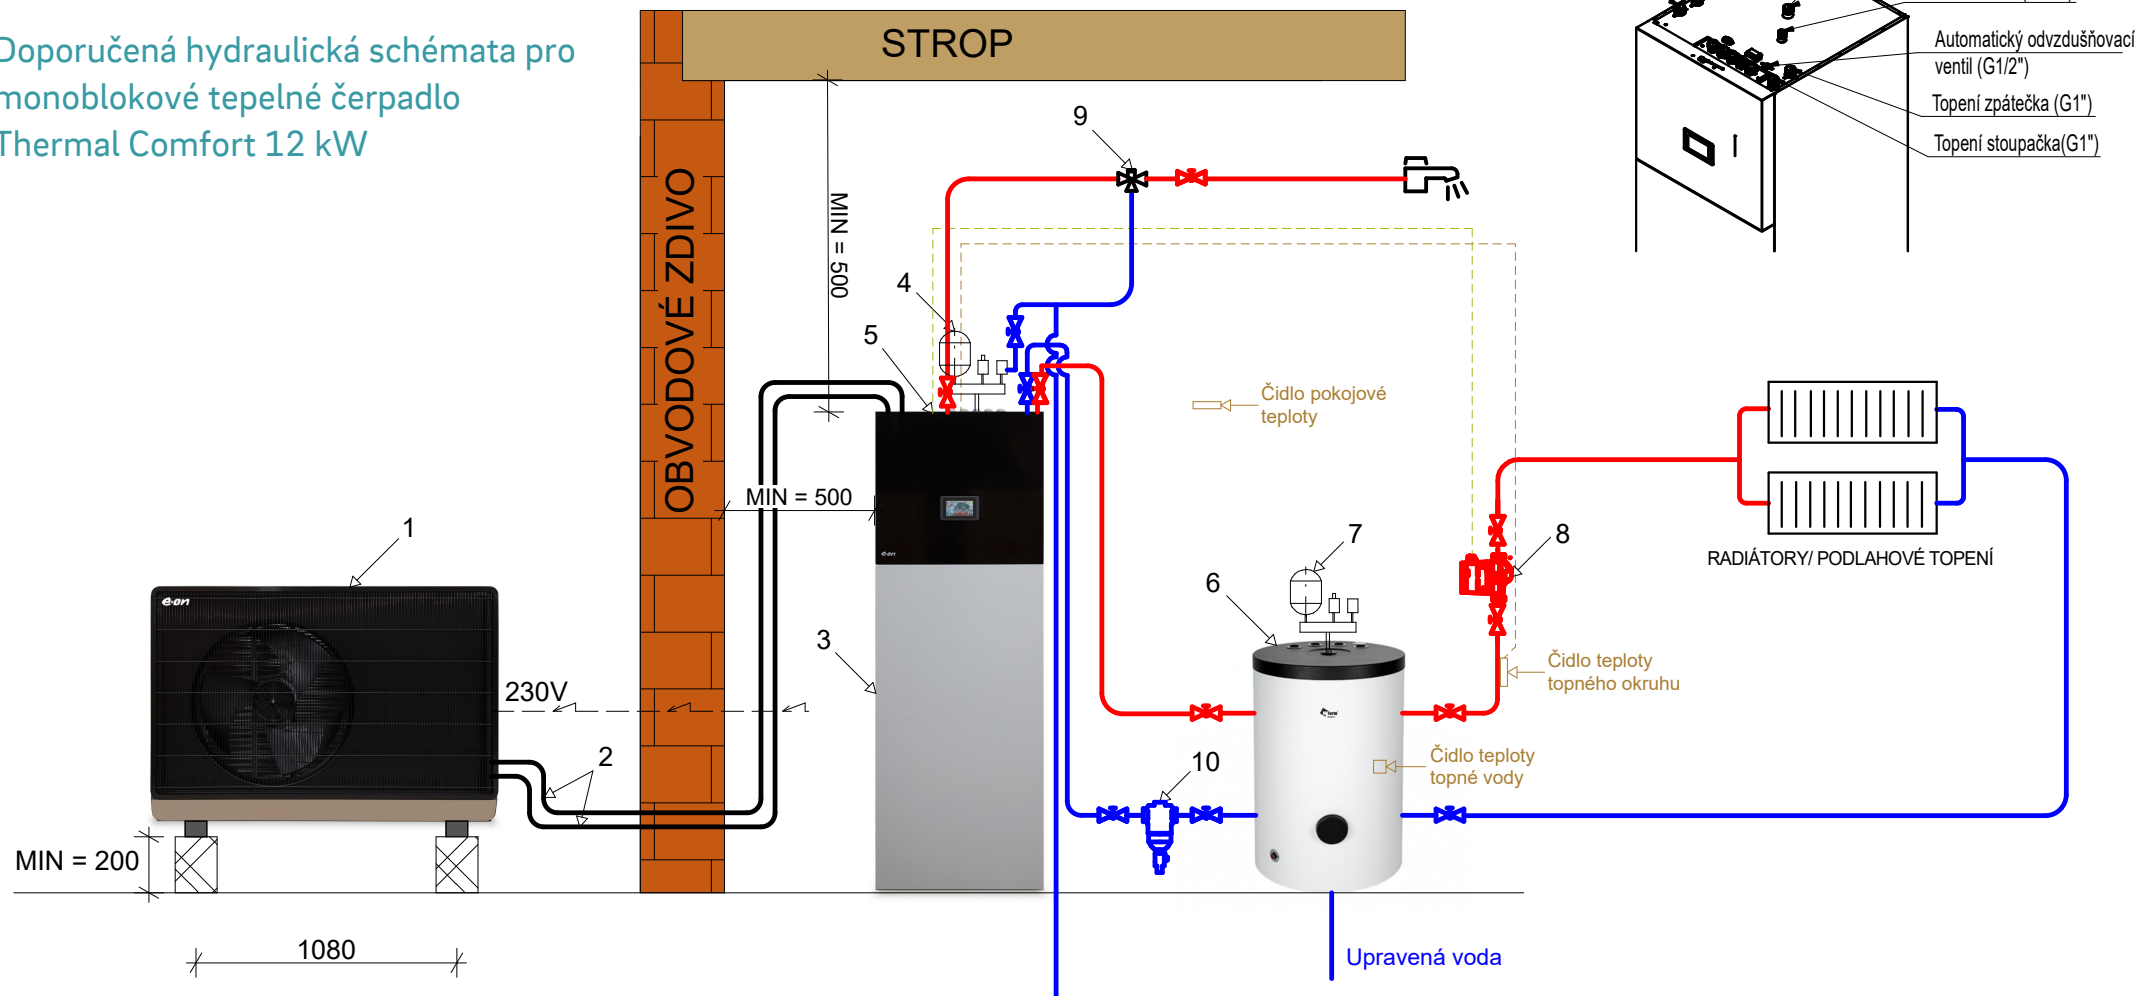 Doporučená hydraulická schémata pro
monoblokové tepelné čerpadlo
Thermal Comfort 12 kW
STROP
Automatický odvzdušňovací
ventil (G1/2")
Topení zpátečka (G1")
Topení stoupačka(G1")
9
OBVODOVÉ ZDIVO
MIN = 500
4
5
Čidlo pokojové
teploty
MIN = 500
e·on
1
e·on
230V
2
3
7
6
8
RADIÁTORY/ PODLAHOVÉ TOPENÍ
Čidlo teploty
topného okruhu
Čidlo teploty
topné vody
10
MIN = 200
1080
Upravená voda